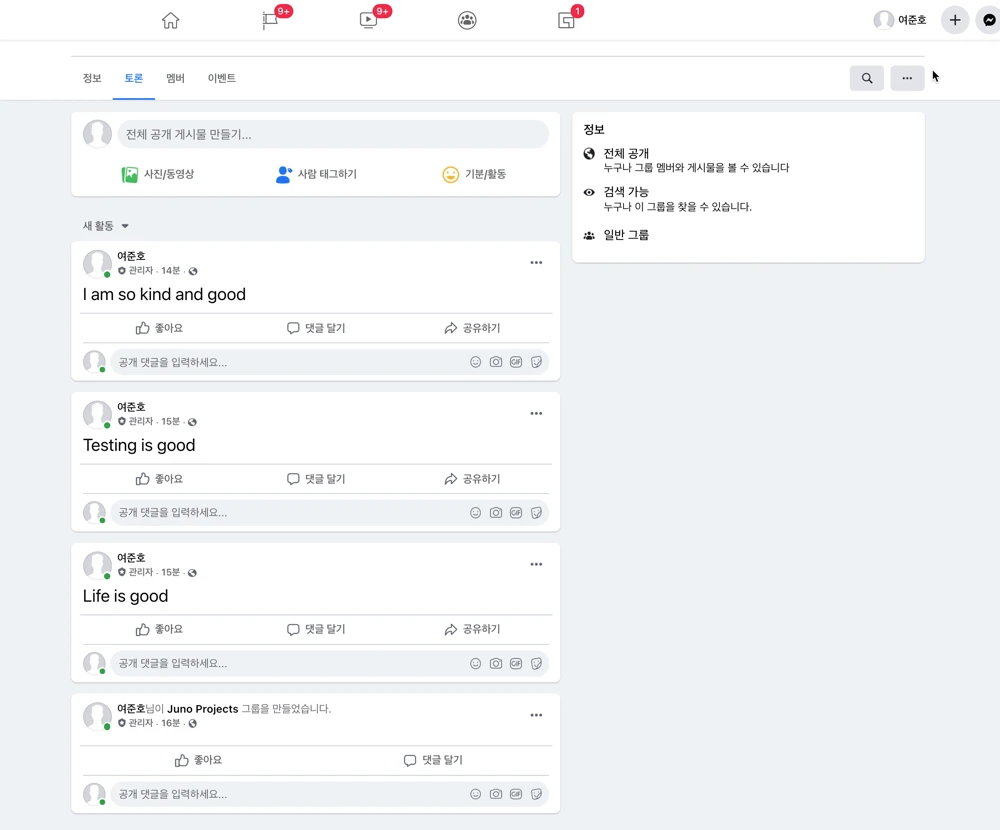 9+
9+
1
여준호
정보
토론
멤버
이벤트
전체 공개 게시물 만들기...
사진/동영상
사람 태그하기
기분/활동
새 활동
여준호
관리자 · 14분 ·
I am so kind and good
좋아요
댓글 달기
공유하기
공개 댓글을 입력하세요...
GIF
여준호
관리자 · 15분 ·
Testing is good
좋아요
댓글 달기
공유하기
공개 댓글을 입력하세요...
GIF
여준호
관리자 · 15분 ·
Life is good
좋아요
댓글 달기
공유하기
공개 댓글을 입력하세요...
GIF
여준호님이 Juno Projects 그룹을 만들었습니다.
관리자 · 16분 ·
좋아요
댓글 달기
공개 댓글을 입력하세요...
GIF
정보
전체 공개
누구나 그룹 멤버와 게시물을 볼 수 있습니다
검색 가능
누구나 이 그룹을 찾을 수 있습니다.
일반 그룹